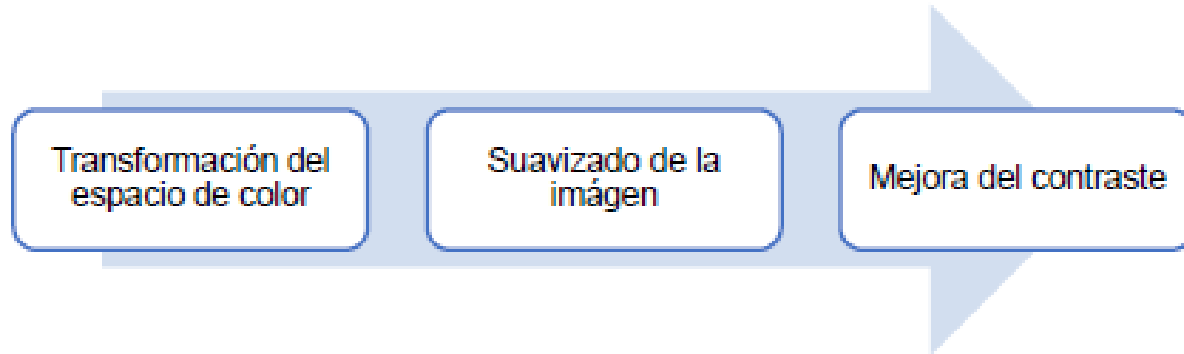 Transformación del
espacio de color
Suavizado de la
imágen
Mejora del contraste